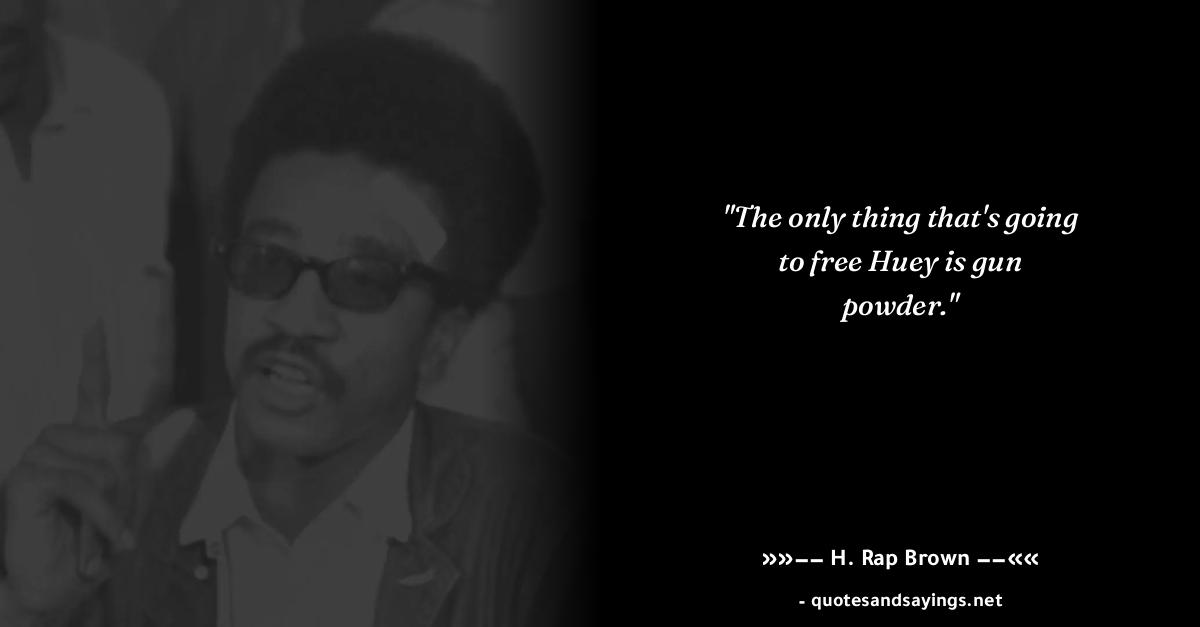 "The only thing that's going
to free Huey is gun
powder."
»»—— H. Rap Brown ——««
- quotesandsayings.net